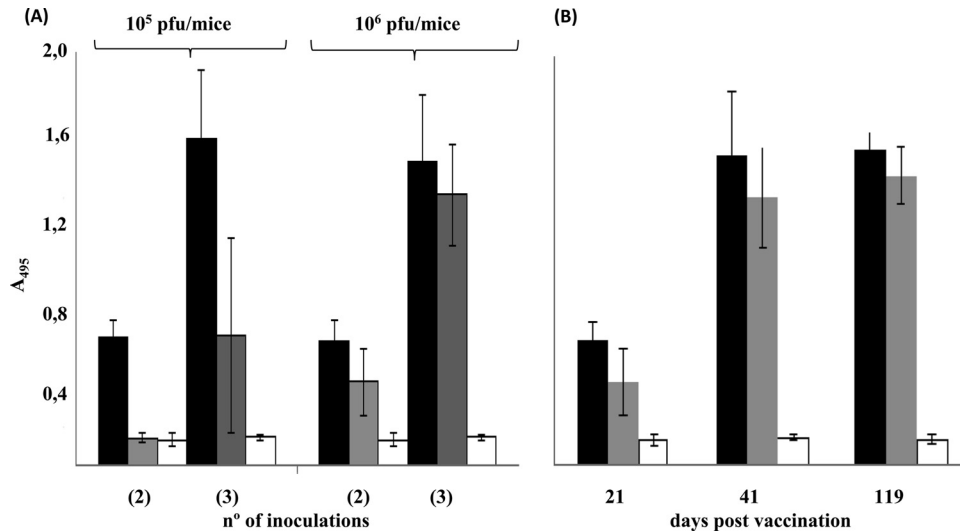 (A)
10⁵ pfu/mice
10⁶ pfu/mice
(B)
2,0
1,6
1,2
0,8
0,4
A₄₉₅
(2) (3) (2) (3)
nº of inoculations
21 41 119
days post vaccination